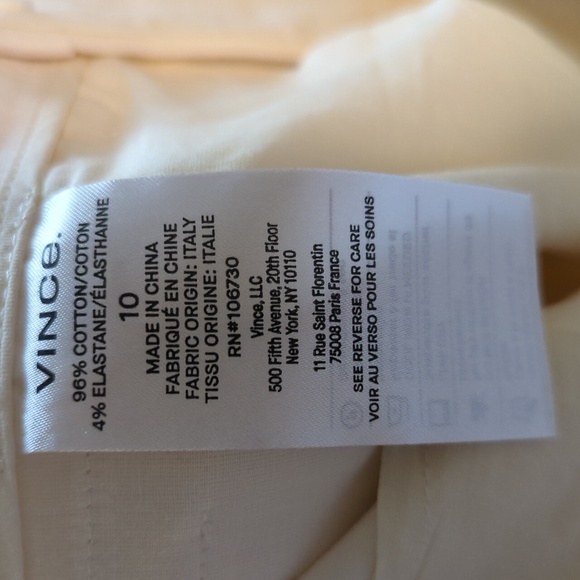 VINCE.
96% COTTON/COTON
4% ELASTANE/ÉLASTHANNE
10
MADE IN CHINA
FABRIQUÉ EN CHINE
FABRIC ORIGIN: ITALY
TISSU ORIGINE: ITALIE
RN#106730
Vince, LLC
500 Fifth Avenue, 20th Floor
New York, NY 10110
11 Rue Saint Florentin
75008 Paris France
SEE REVERSE FOR CARE
VOIR AU VERSO POUR LES SOINS